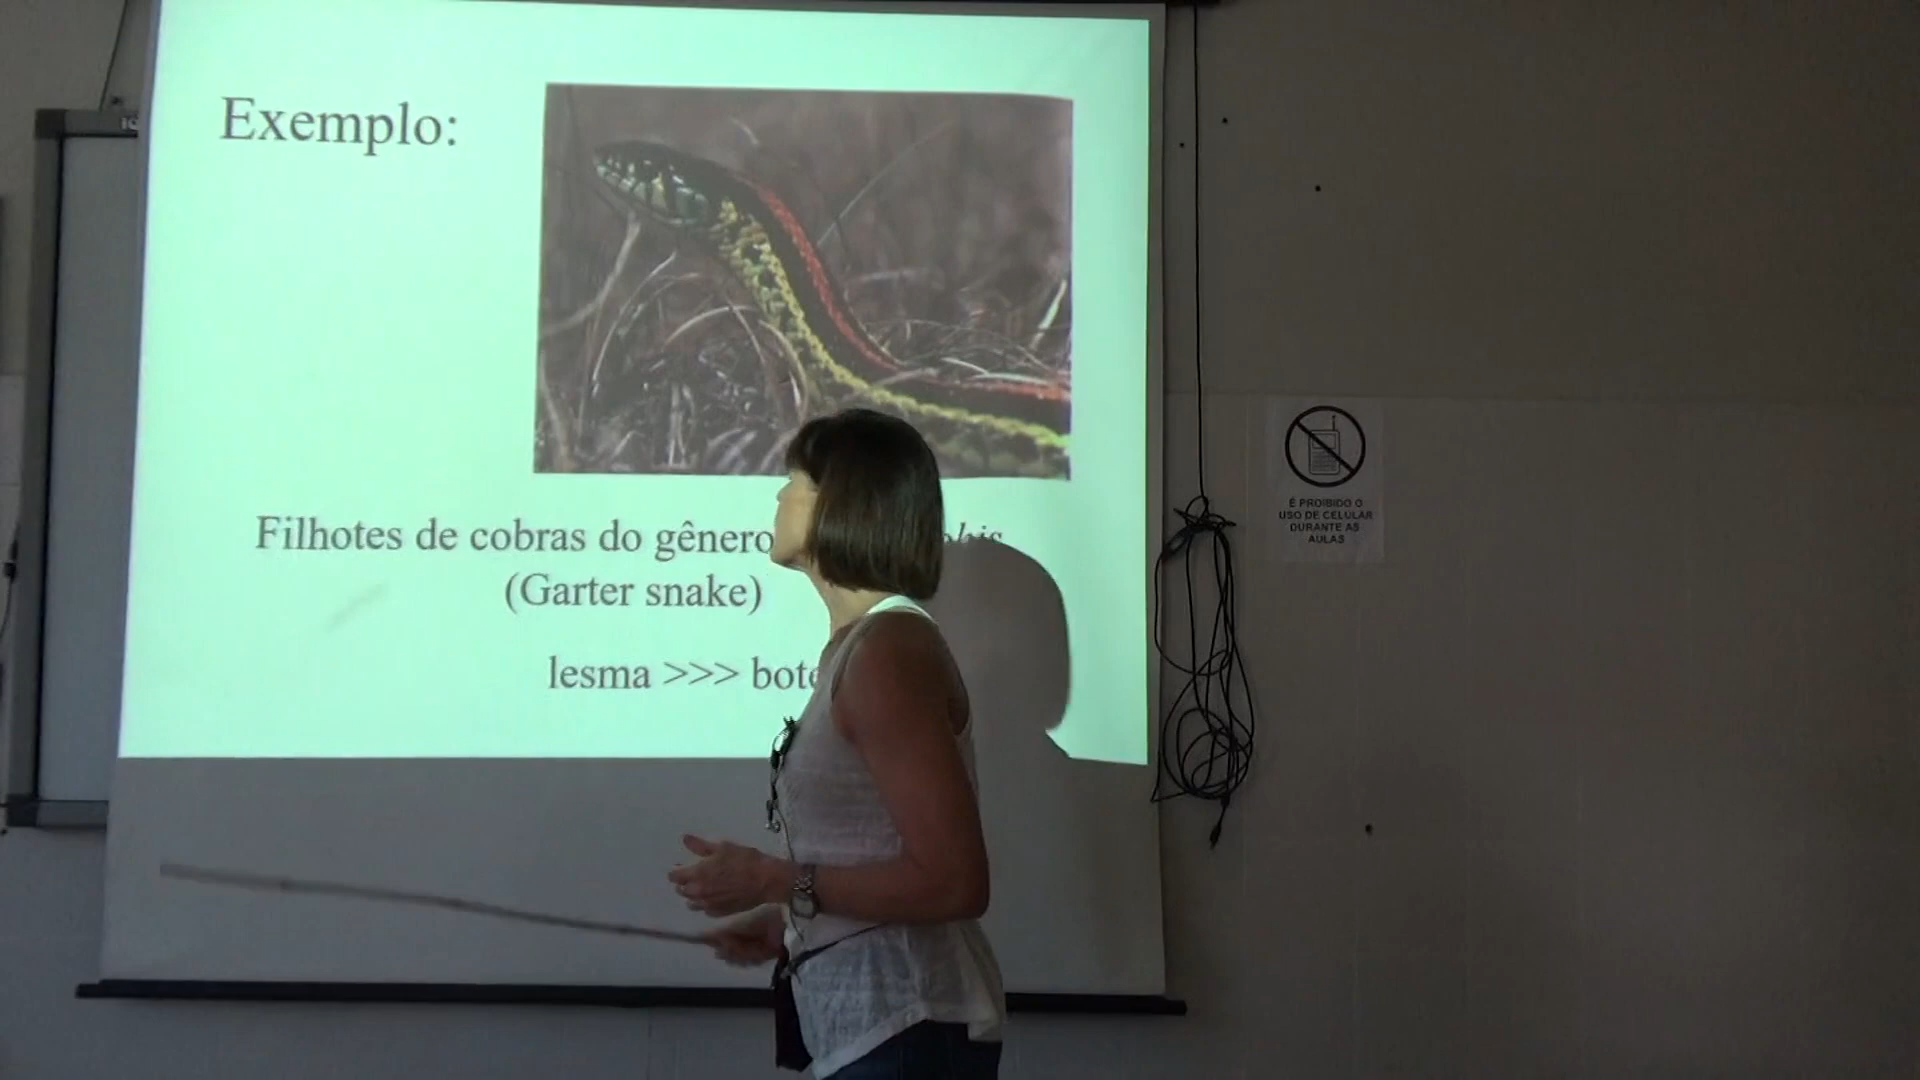 Exemplo:
Filhotes de cobras do gênero
(Garter snake)
lesma >>>
É PROIBIDO O
USO DE CELULAR
DURANTE AS
AULAS